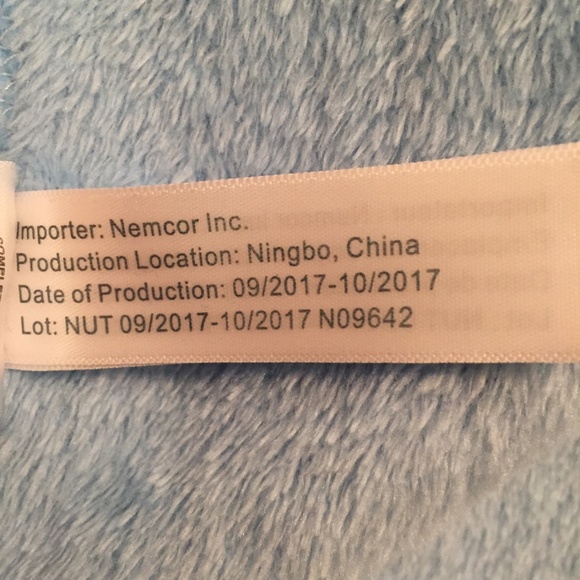 Importer: Nemcor Inc.
Production Location: Ningbo, China
Date of Production: 09/2017-10/2017
Lot: NUT 09/2017-10/2017 N09642